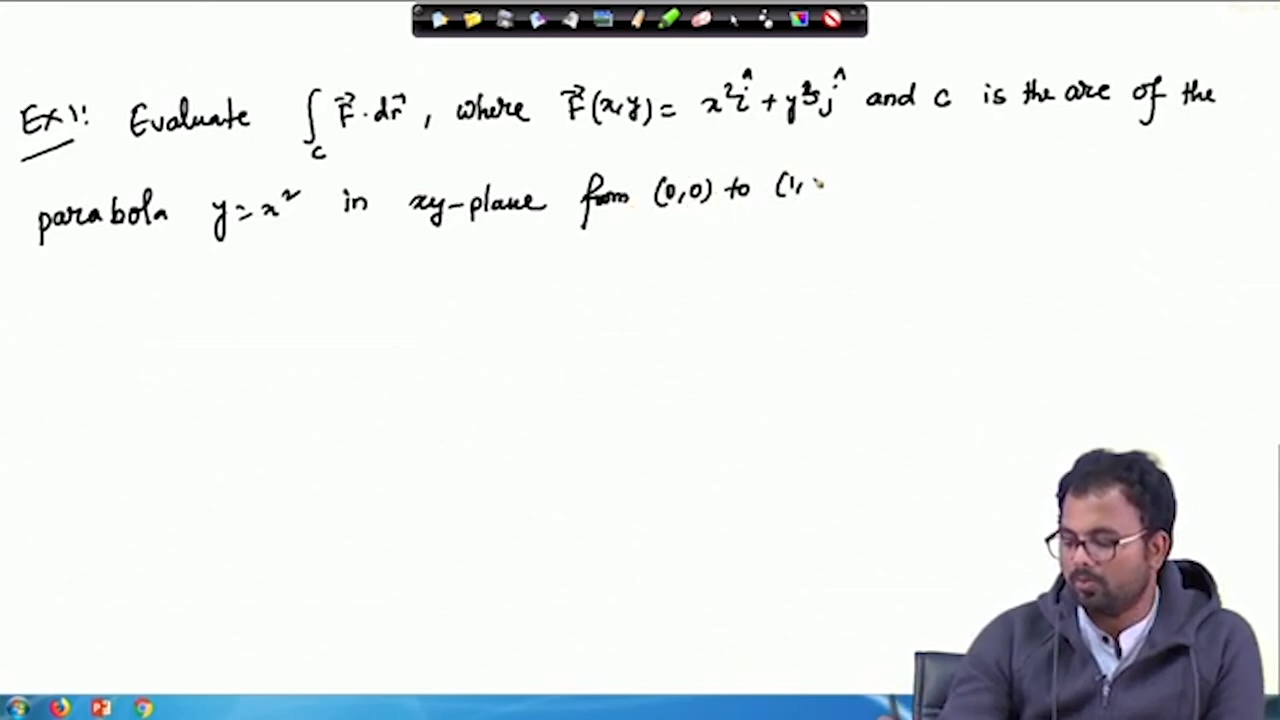 Ex 1: Evaluate ∫_C F⃗ · dr⃗, where F⃗(x,y) = x² î + y³ ĵ and C is the arc of the
parabola y = x² in xy-plane from (0,0) to (1,